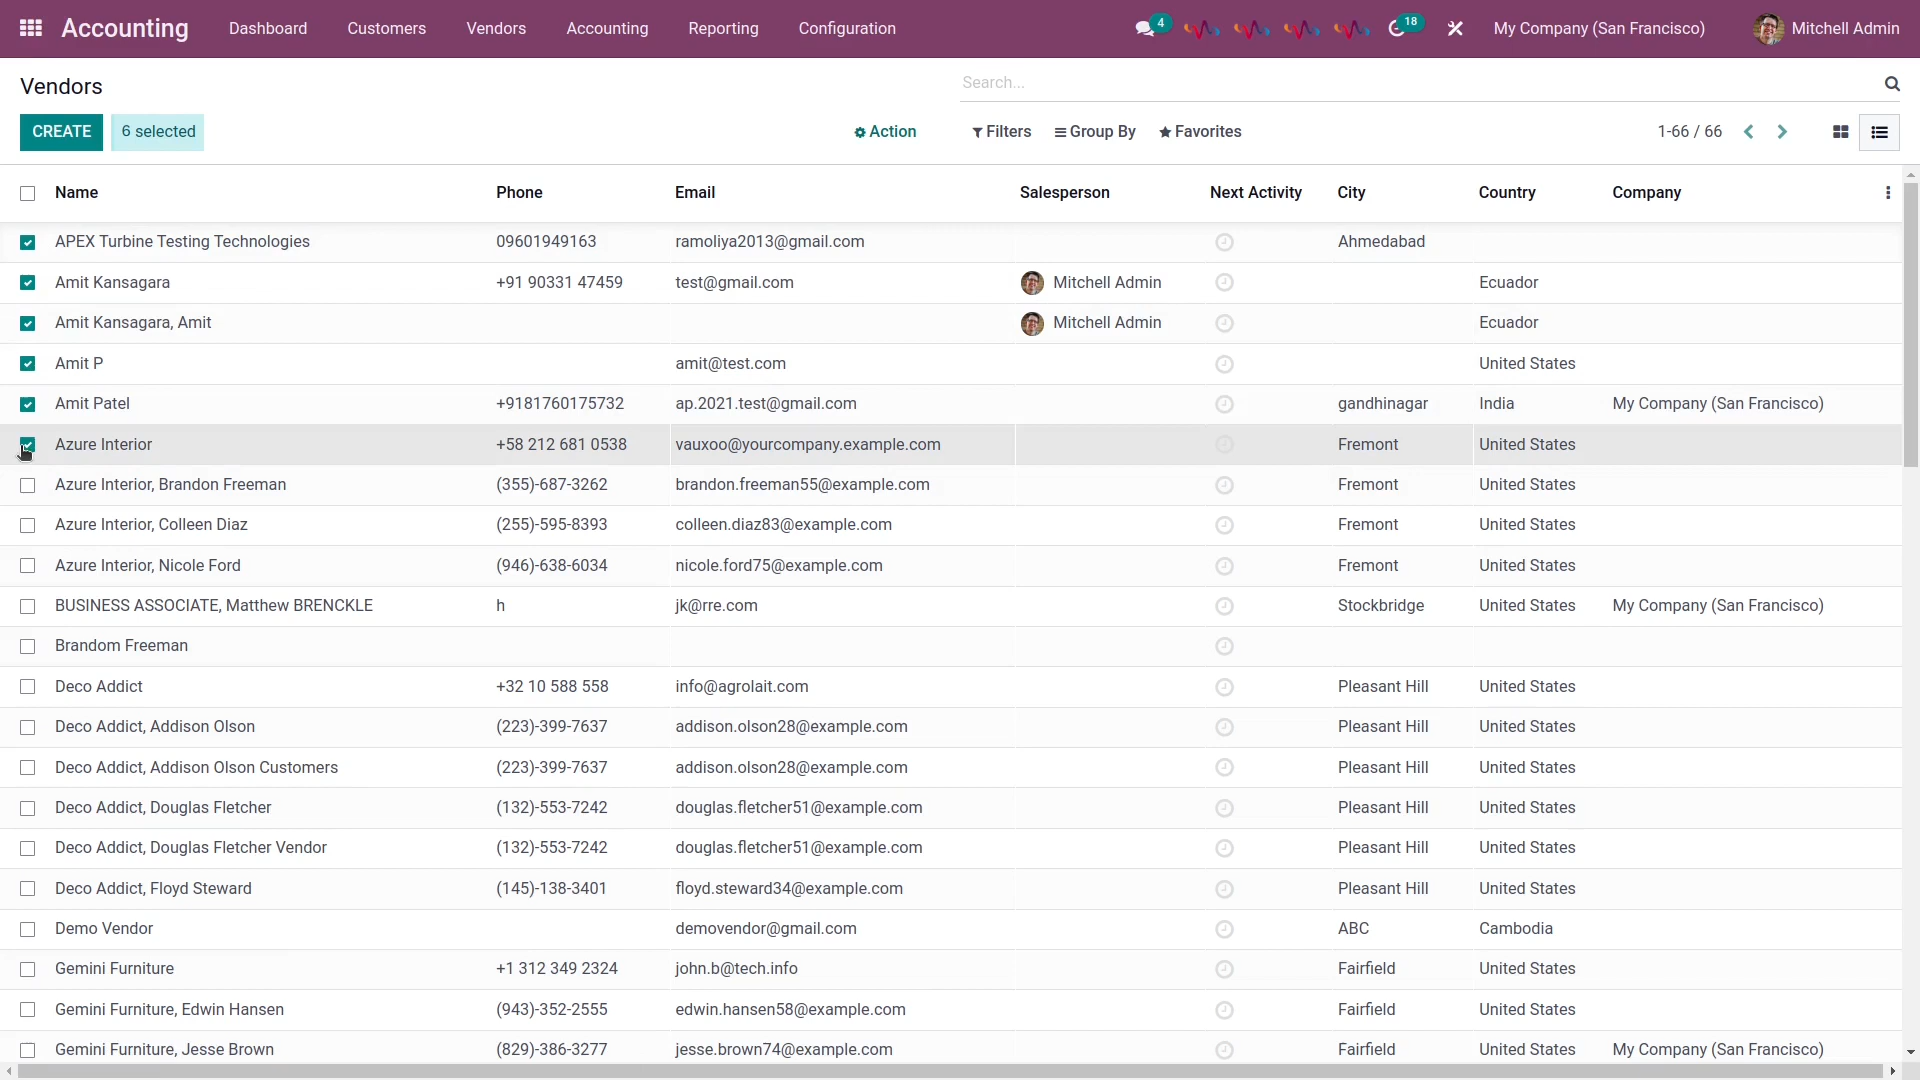 Accounting Dashboard Customers Vendors Accounting Reporting Configuration 4 18 My Company (San Francisco) Mitchell Admin
Vendors Search...
CREATE 6 selected Action Filters Group By Favorites 1-66 / 66
Name Phone Email Salesperson Next Activity City Country Company
APEX Turbine Testing Technologies 09601949163 ramoliya2013@gmail.com Ahmedabad
Amit Kansagara +91 90331 47459 test@gmail.com Mitchell Admin Ecuador
Amit Kansagara, Amit Mitchell Admin Ecuador
Amit P amit@test.com United States
Amit Patel +9181760175732 ap.2021.test@gmail.com gandhinagar India My Company (San Francisco)
Azure Interior +58 212 681 0538 vauxoo@yourcompany.example.com Fremont United States
Azure Interior, Brandon Freeman (355)-687-3262 brandon.freeman55@example.com Fremont United States
Azure Interior, Colleen Diaz (255)-595-8393 colleen.diaz83@example.com Fremont United States
Azure Interior, Nicole Ford (946)-638-6034 nicole.ford75@example.com Fremont United States
BUSINESS ASSOCIATE, Matthew BRENCKLE h jk@rre.com Stockbridge United States My Company (San Francisco)
Brandom Freeman
Deco Addict +32 10 588 558 info@agrolait.com Pleasant Hill United States
Deco Addict, Addison Olson (223)-399-7637 addison.olson28@example.com Pleasant Hill United States
Deco Addict, Addison Olson Customers (223)-399-7637 addison.olson28@example.com Pleasant Hill United States
Deco Addict, Douglas Fletcher (132)-553-7242 douglas.fletcher51@example.com Pleasant Hill United States
Deco Addict, Douglas Fletcher Vendor (132)-553-7242 douglas.fletcher51@example.com Pleasant Hill United States
Deco Addict, Floyd Steward (145)-138-3401 floyd.steward34@example.com Pleasant Hill United States
Demo Vendor demovendor@gmail.com ABC Cambodia
Gemini Furniture +1 312 349 2324 john.b@tech.info Fairfield United States
Gemini Furniture, Edwin Hansen (943)-352-2555 edwin.hansen58@example.com Fairfield United States
Gemini Furniture, Jesse Brown (829)-386-3277 jesse.brown74@example.com Fairfield United States My Company (San Francisco)